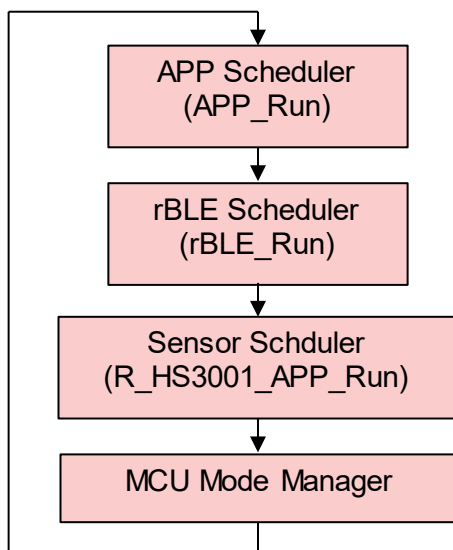 APP Scheduler
(APP_Run)
rBLE Scheduler
(rBLE_Run)
Sensor Schduler
(R_HS3001_APP_Run)
MCU Mode Manager